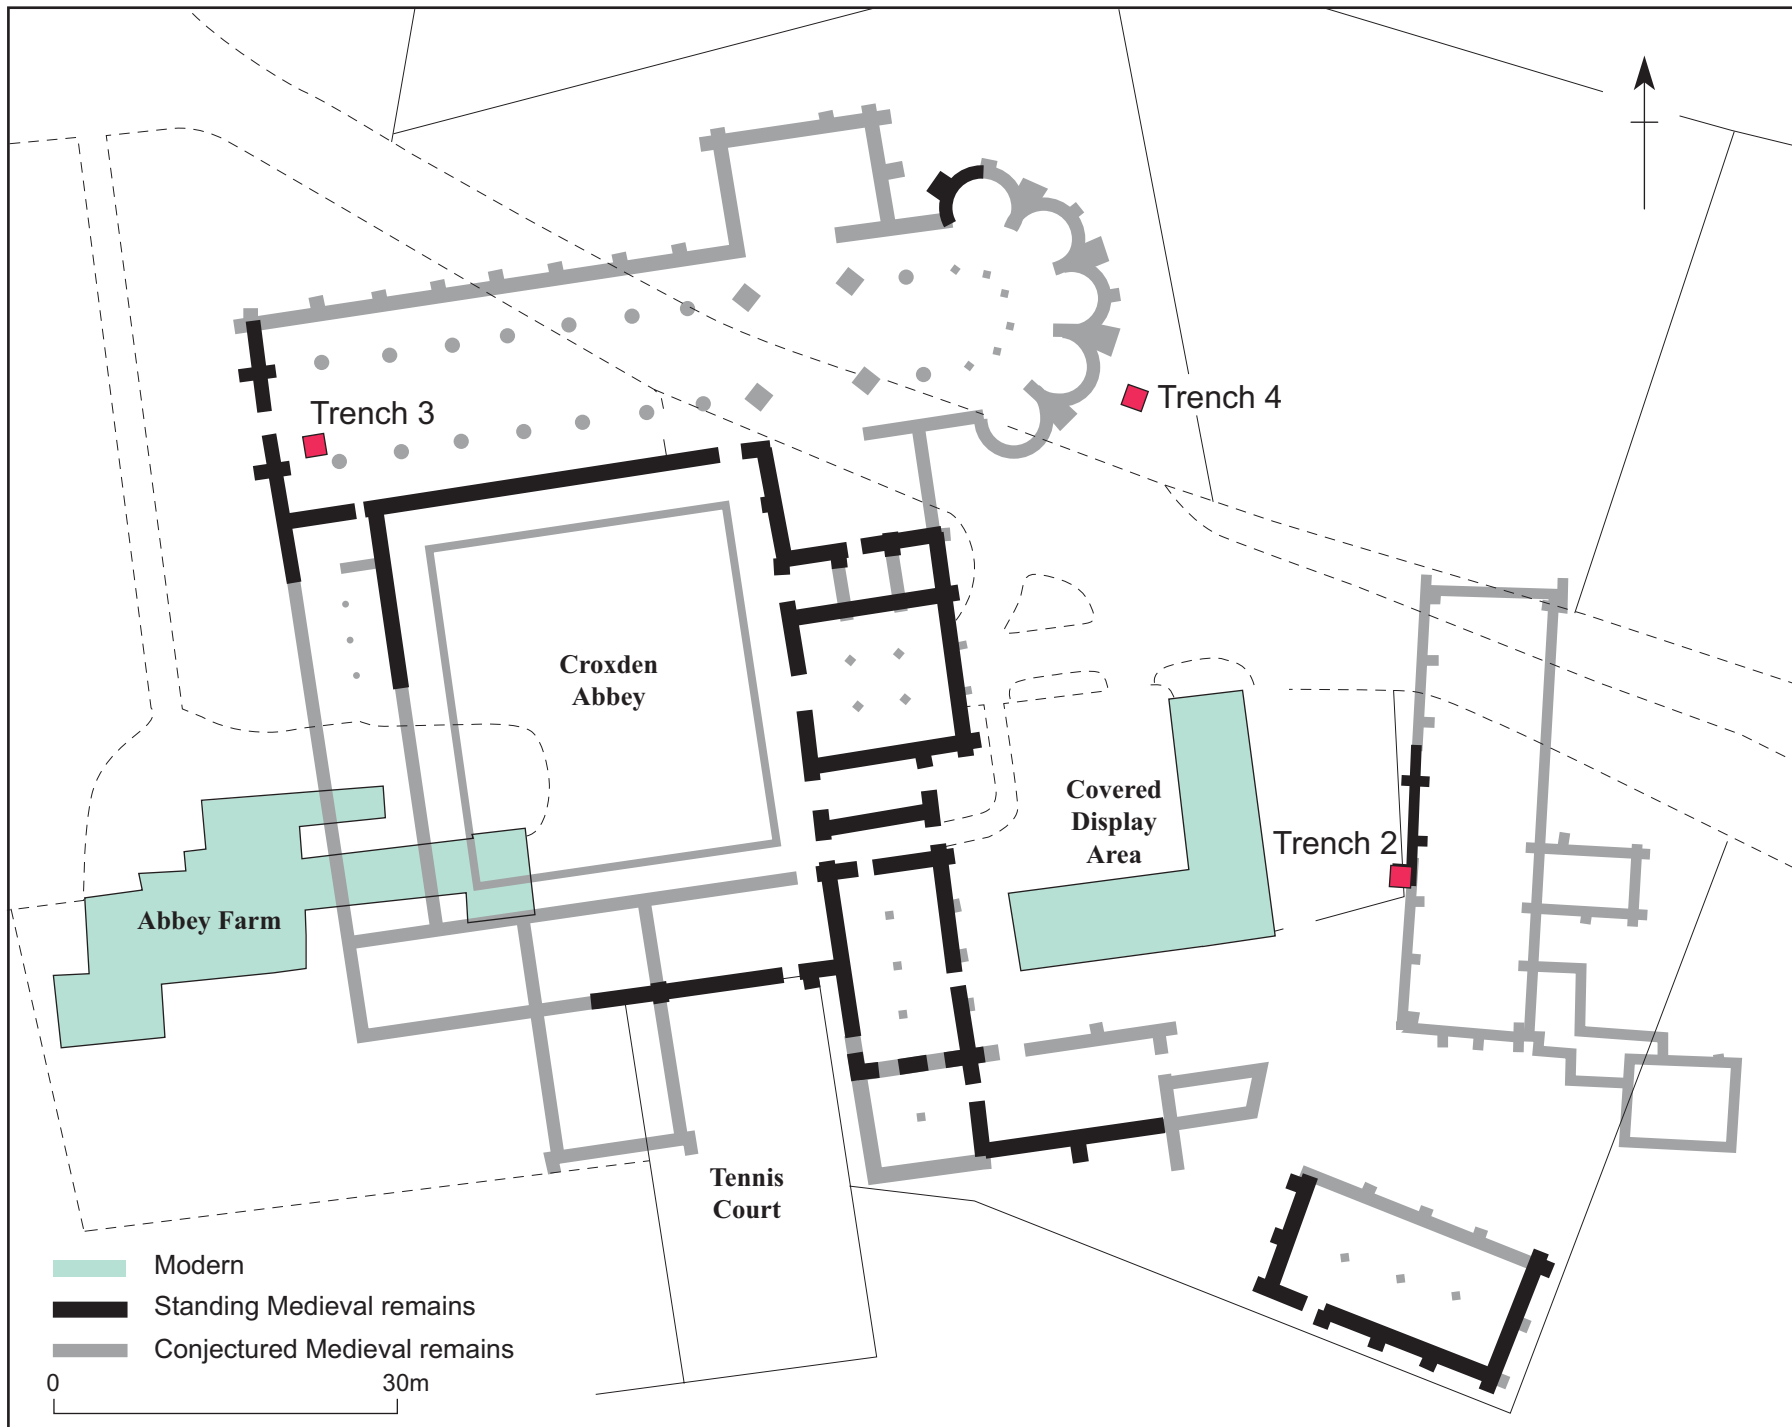 Trench 3
Trench 4
Croxden
Abbey
Covered
Display
Area
Trench 2
Abbey Farm
Tennis
Court
Modern
Standing Medieval remains
Conjectured Medieval remains
0 30m